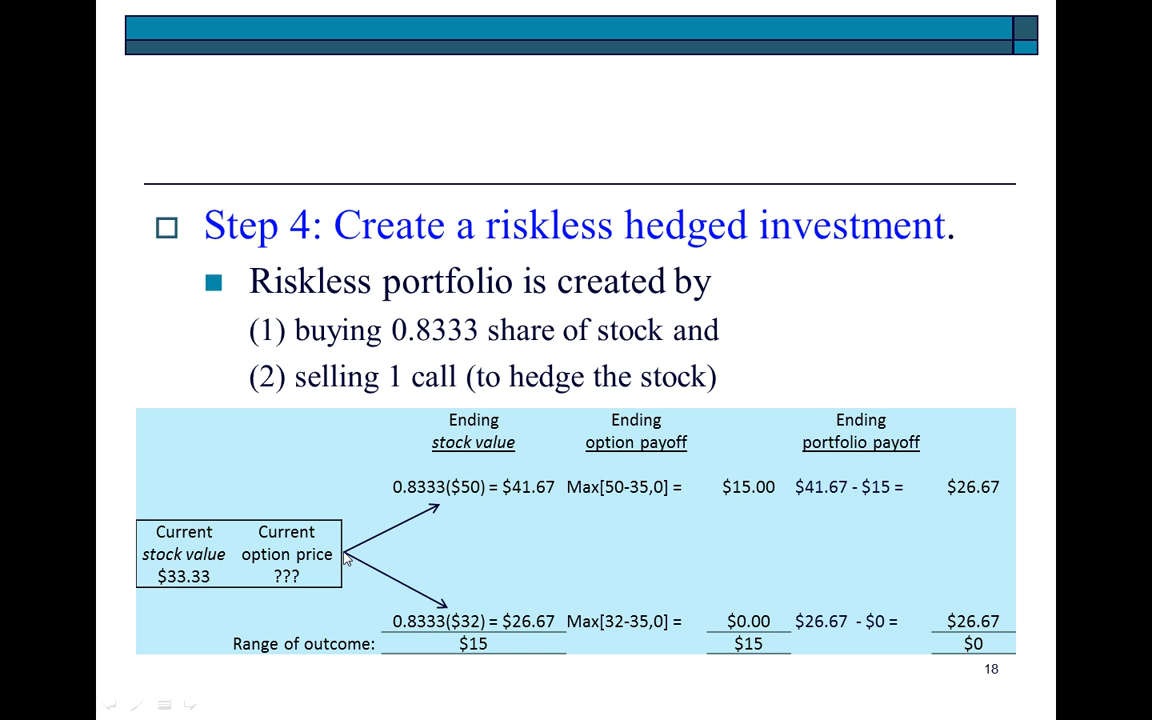 Step 4: Create a riskless hedged investment.
Riskless portfolio is created by
(1) buying 0.8333 share of stock and
(2) selling 1 call (to hedge the stock)
Ending Ending Ending
stock value option payoff portfolio payoff
0.8333($50) = $41.67 Max[50-35,0] = $15.00 $41.67 - $15 = $26.67
Current Current
stock value option price
$33.33 ???
0.8333($32) = $26.67 Max[32-35,0] = $0.00 $26.67 - $0 = $26.67
Range of outcome: $15 $15 $0
18